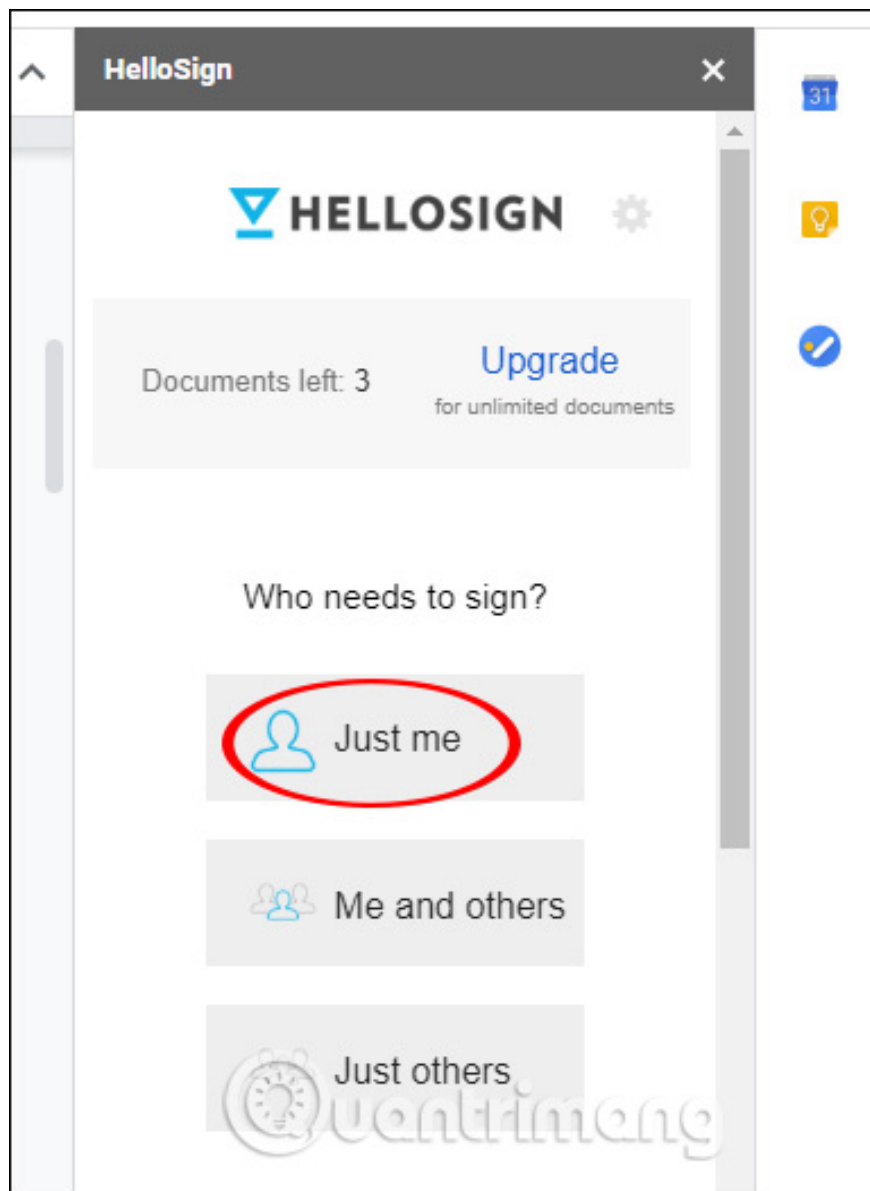 HelloSign
31
HELLOSIGN
Documents left: 3
Upgrade
for unlimited documents
Who needs to sign?
Just me
Me and others
Just others
Quantrimang